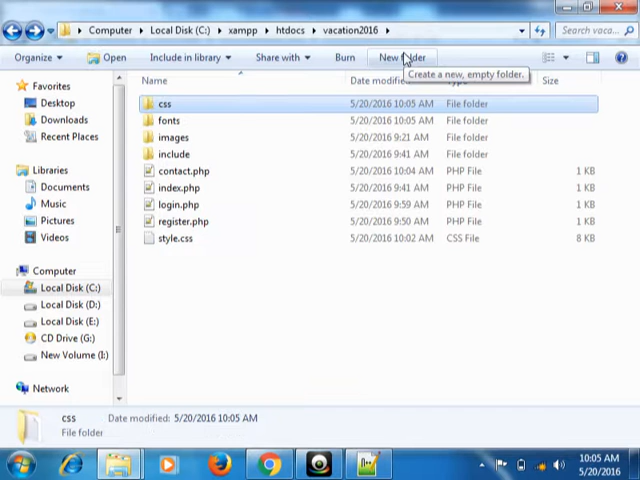 Computer ▸ Local Disk (C:) ▸ xampp ▸ htdocs ▸ vacation2016 ▸ Search vaca...
Organize Open Include in library Share with Burn New folder
Create a new, empty folder.
Name Date modified Type Size
Favorites
Desktop
Downloads
Recent Places
Libraries
Documents
Music
Pictures
Videos
Computer
Local Disk (C:)
Local Disk (D:)
Local Disk (E:)
CD Drive (G:)
New Volume (I:)
Network
css 5/20/2016 10:05 AM File folder
fonts 5/20/2016 10:05 AM File folder
images 5/20/2016 9:21 AM File folder
include 5/20/2016 9:41 AM File folder
contact.php 5/20/2016 10:04 AM PHP File 1 KB
index.php 5/20/2016 9:41 AM PHP File 1 KB
login.php 5/20/2016 9:59 AM PHP File 1 KB
register.php 5/20/2016 9:50 AM PHP File 1 KB
style.css 5/20/2016 10:02 AM CSS File 8 KB
css Date modified: 5/20/2016 10:05 AM
File folder
10:05 AM
5/20/2016